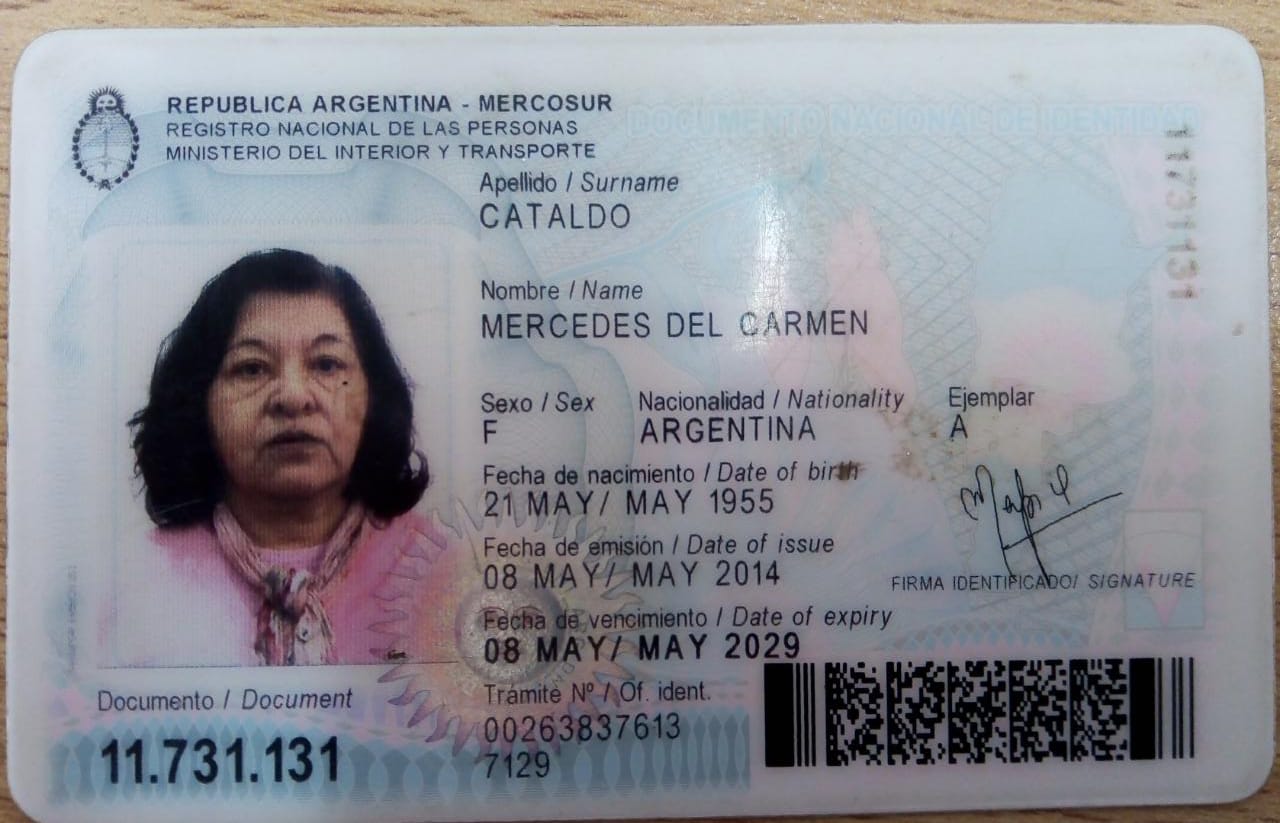 REPUBLICA ARGENTINA - MERCOSUR
REGISTRO NACIONAL DE LAS PERSONAS
MINISTERIO DEL INTERIOR Y TRANSPORTE
DOCUMENTO NACIONAL DE IDENTIDAD
Apellido / Surname
CATALDO
Nombre / Name
MERCEDES DEL CARMEN
Sexo / Sex Nacionalidad / Nationality Ejemplar
F ARGENTINA A
Fecha de nacimiento / Date of birth
21 MAY/ MAY 1955
Fecha de emisión / Date of issue
08 MAY/ MAY 2014
FIRMA IDENTIFICADO/ SIGNATURE
Fecha de vencimiento / Date of expiry
08 MAY/ MAY 2029
Documento / Document
11.731.131
Trámite Nº / Of. ident.
00263837613
7129
11731131